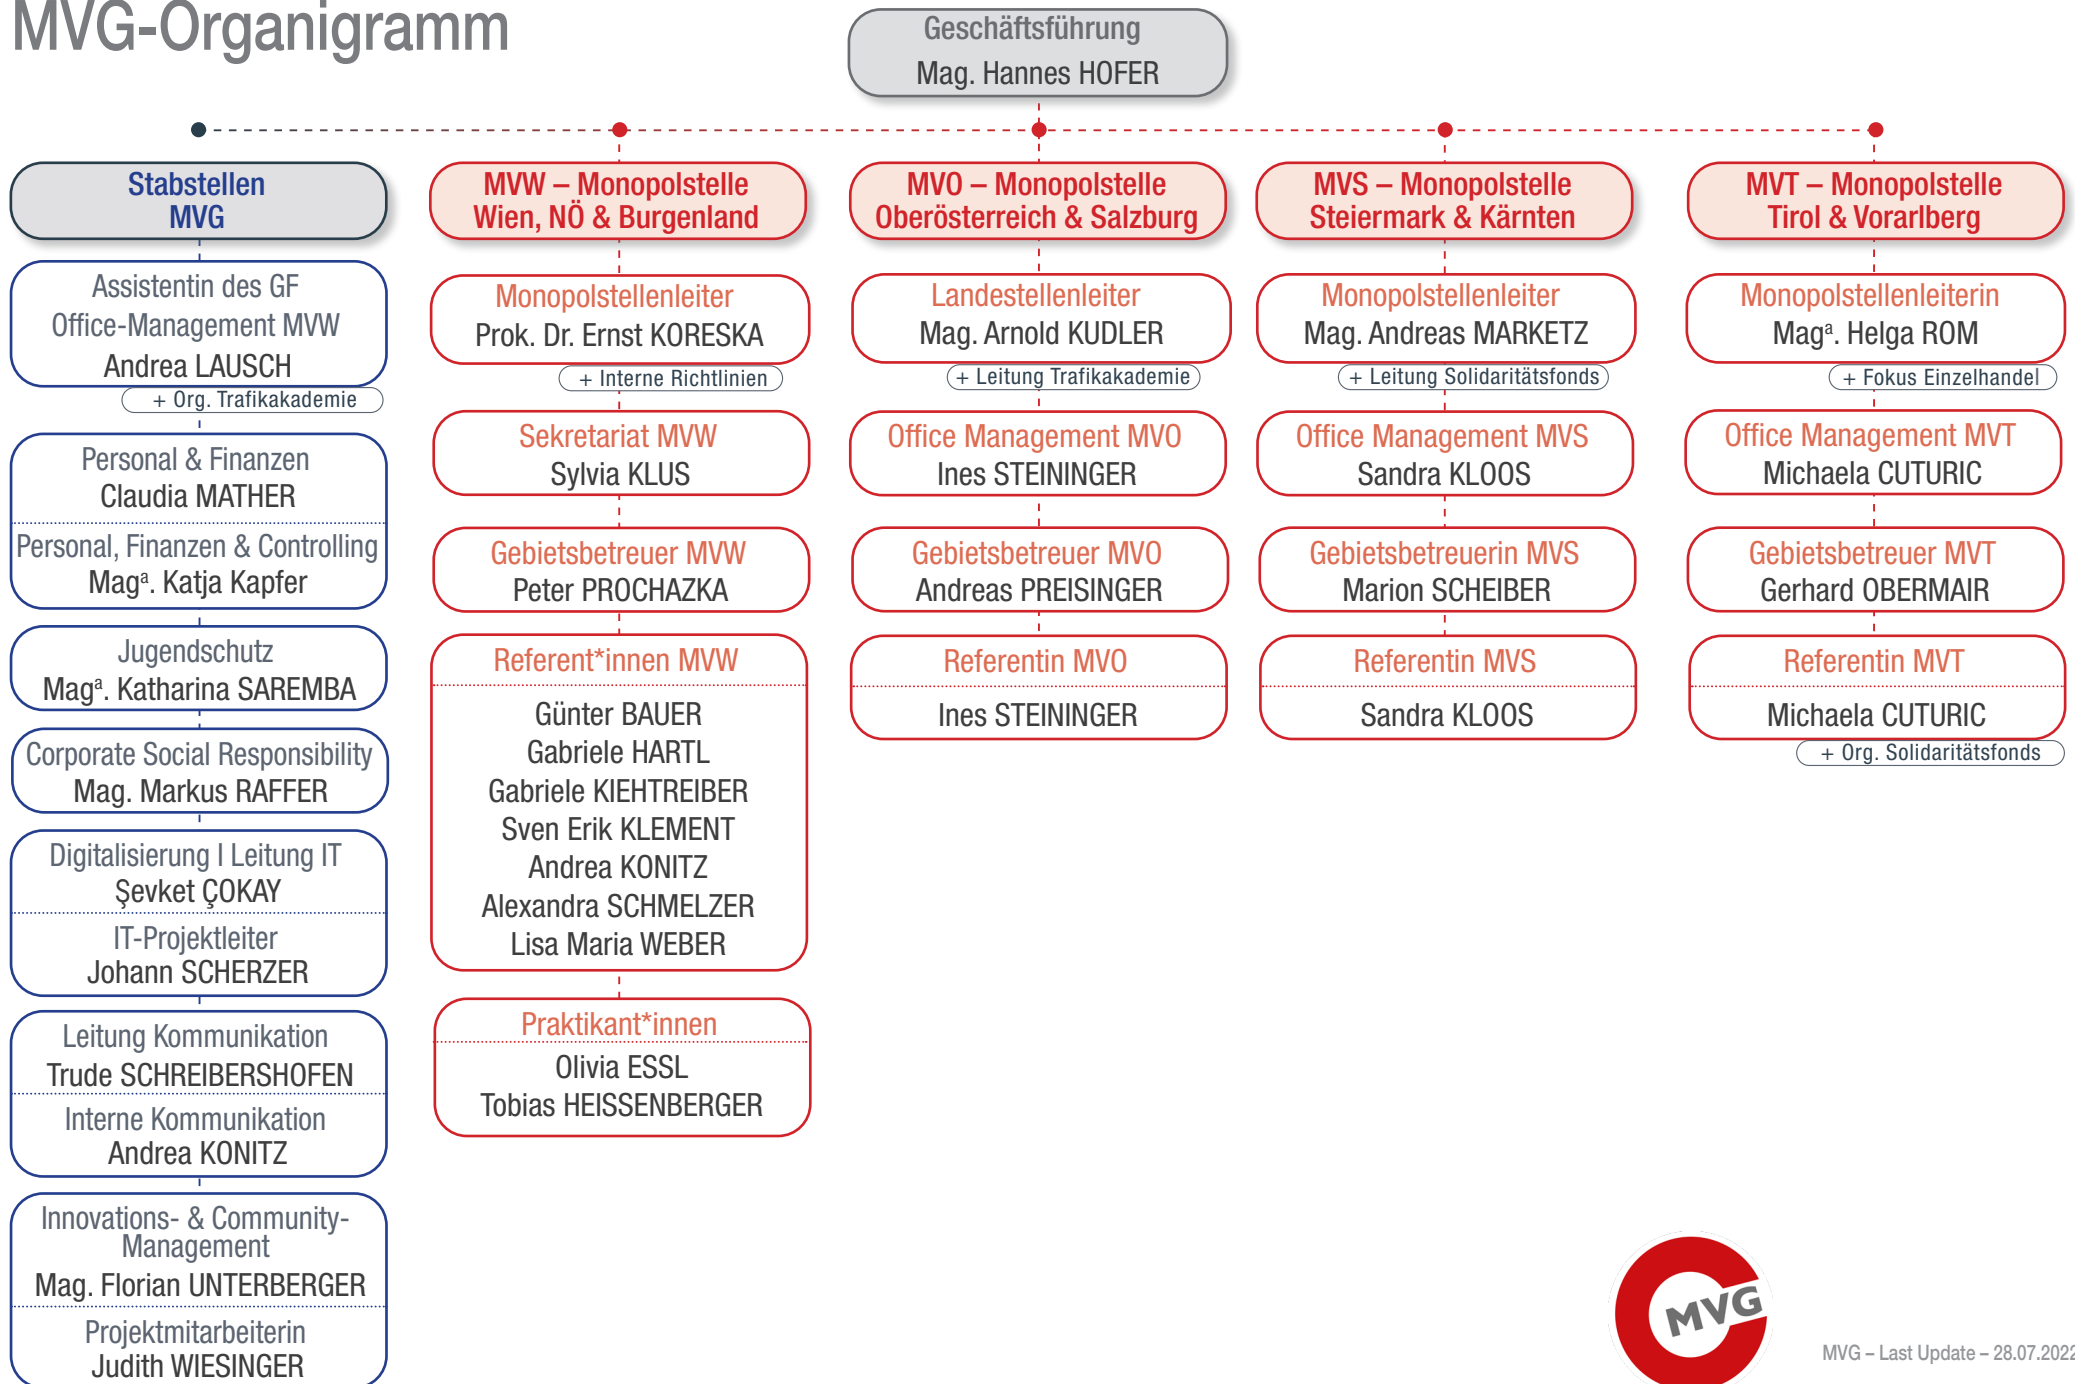 MVG-Organigramm
Geschäftsführung
Mag. Hannes HOFER
Stabstellen
MVG
Assistentin des GF
Office-Management MVW
Andrea LAUSCH
+ Org. Trafikakademie
Personal & Finanzen
Claudia MATHER
Personal, Finanzen & Controlling
Magª. Katja Kapfer
Jugendschutz
Magª. Katharina SAREMBA
Corporate Social Responsibility
Mag. Markus RAFFER
Digitalisierung I Leitung IT
Şevket ÇOKAY
IT-Projektleiter
Johann SCHERZER
Leitung Kommunikation
Trude SCHREIBERSHOFEN
Interne Kommunikation
Andrea KONITZ
Innovations- & Community-
Management
Mag. Florian UNTERBERGER
Projektmitarbeiterin
Judith WIESINGER
MVW – Monopolstelle
Wien, NÖ & Burgenland
Monopolstellenleiter
Prok. Dr. Ernst KORESKA
+ Interne Richtlinien
Sekretariat MVW
Sylvia KLUS
Gebietsbetreuer MVW
Peter PROCHAZKA
Referent*innen MVW
Günter BAUER
Gabriele HARTL
Gabriele KIEHTREIBER
Sven Erik KLEMENT
Andrea KONITZ
Alexandra SCHMELZER
Lisa Maria WEBER
Praktikant*innen
Olivia ESSL
Tobias HEISSENBERGER
MVO – Monopolstelle
Oberösterreich & Salzburg
Landestellenleiter
Mag. Arnold KUDLER
+ Leitung Trafikakademie
Office Management MVO
Ines STEININGER
Gebietsbetreuer MVO
Andreas PREISINGER
Referentin MVO
Ines STEININGER
MVS – Monopolstelle
Steiermark & Kärnten
Monopolstellenleiter
Mag. Andreas MARKETZ
+ Leitung Solidaritätsfonds
Office Management MVS
Sandra KLOOS
Gebietsbetreuerin MVS
Marion SCHEIBER
Referentin MVS
Sandra KLOOS
MVT – Monopolstelle
Tirol & Vorarlberg
Monopolstellenleiterin
Magª. Helga ROM
+ Fokus Einzelhandel
Office Management MVT
Michaela CUTURIC
Gebietsbetreuer MVT
Gerhard OBERMAIR
Referentin MVT
Michaela CUTURIC
+ Org. Solidaritätsfonds
MVG
MVG – Last Update – 28.07.2022